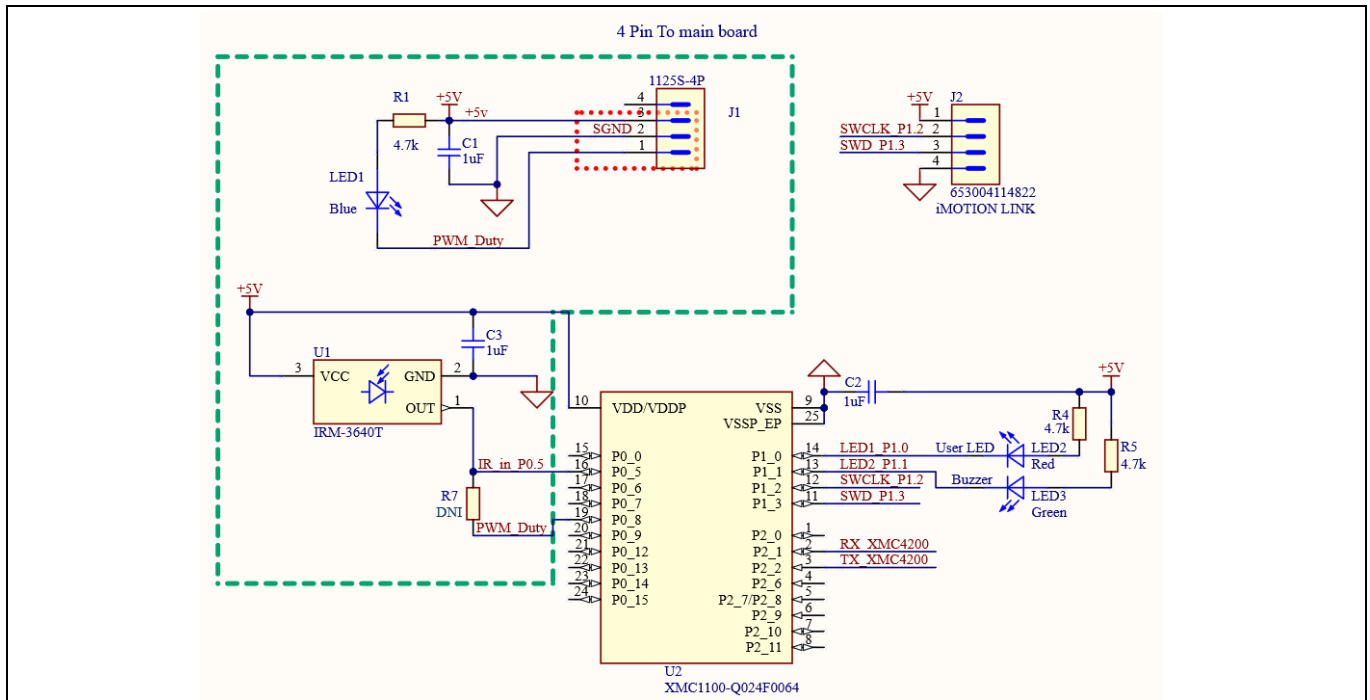 4 Pin To main board
1125S-4P
J1
4
3
2
1
SGND
+5V
+5v
R1
4.7k
C1
1uF
LED1
Blue
PWM_Duty
+5V
J2
1
2
3
4
SWCLK_P1.2
SWD_P1.3
653004114822
iMOTION LINK
+5V
C3
1uF
U1
3
VCC
GND
2
OUT
1
IRM-3640T
IR_in_P0.5
R7
DNI
PWM_Duty
10
VDD/VDDP
15
P0_0
16
P0_5
17
P0_6
18
P0_7
19
P0_8
20
P0_9
21
P0_12
22
P0_13
23
P0_14
24
P0_15
VSS
9
VSSP_EP
25
P1_0
14
LED1_P1.0
P1_1
13
LED2_P1.1
P1_2
12
SWCLK_P1.2
P1_3
11
SWD_P1.3
P2_0
1
P2_1
2
RX_XMC4200
P2_2
3
TX_XMC4200
P2_6
4
P2_7/P2_8
5
P2_9
6
P2_10
7
P2_11
8
U2
XMC1100-Q024F0064
C2
1uF
+5V
R4
4.7k
R5
4.7k
User LED
LED2
Red
Buzzer
LED3
Green